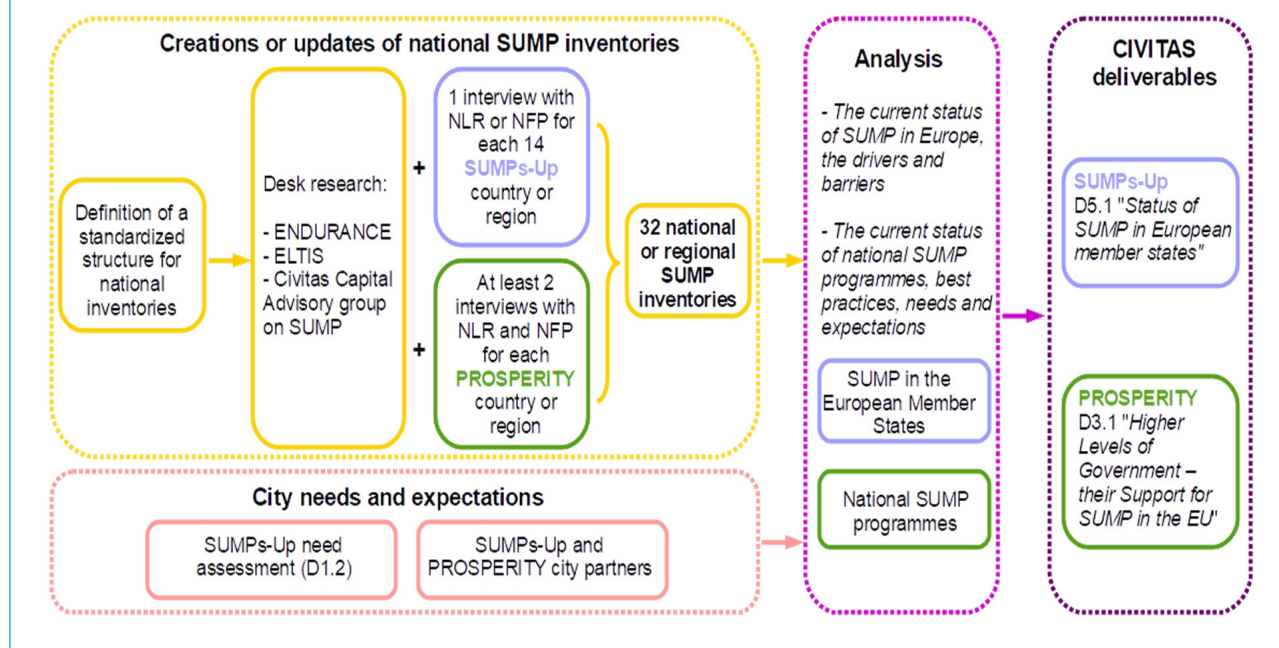 Creations or updates of national SUMP inventories
Definition of a
standardized
structure for
national
inventories
Desk research:
- ENDURANCE
- ELTIS
- Civitas Capital
Advisory group
on SUMP
+
1 interview with
NLR or NFP for
each 14
SUMPs-Up
country or
region
+
At least 2
interviews with
NLR and NFP
for each
PROSPERITY
country or
region
32 national
or regional
SUMP
inventories
City needs and expectations
SUMPs-Up need
assessment (D1.2)
SUMPs-Up and
PROSPERITY city partners
Analysis
- The current status
of SUMP in Europe,
the drivers and
barriers
- The current status
of national SUMP
programmes, best
practices, needs and
expectations
SUMP in the
European Member
States
National SUMP
programmes
CIVITAS
deliverables
SUMPs-Up
D5.1 "Status of
SUMP in European
member states"
PROSPERITY
D3.1 "Higher
Levels of
Government –
their Support for
SUMP in the EU"